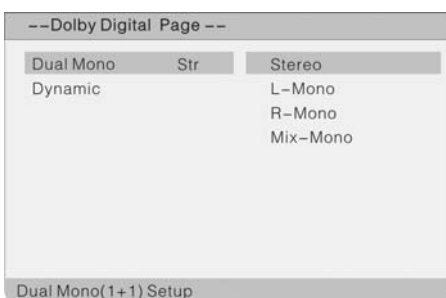 --Dolby Digital Page --
Dual Mono Str Stereo
Dynamic L-Mono
R-Mono
Mix-Mono
Dual Mono(1+1) Setup